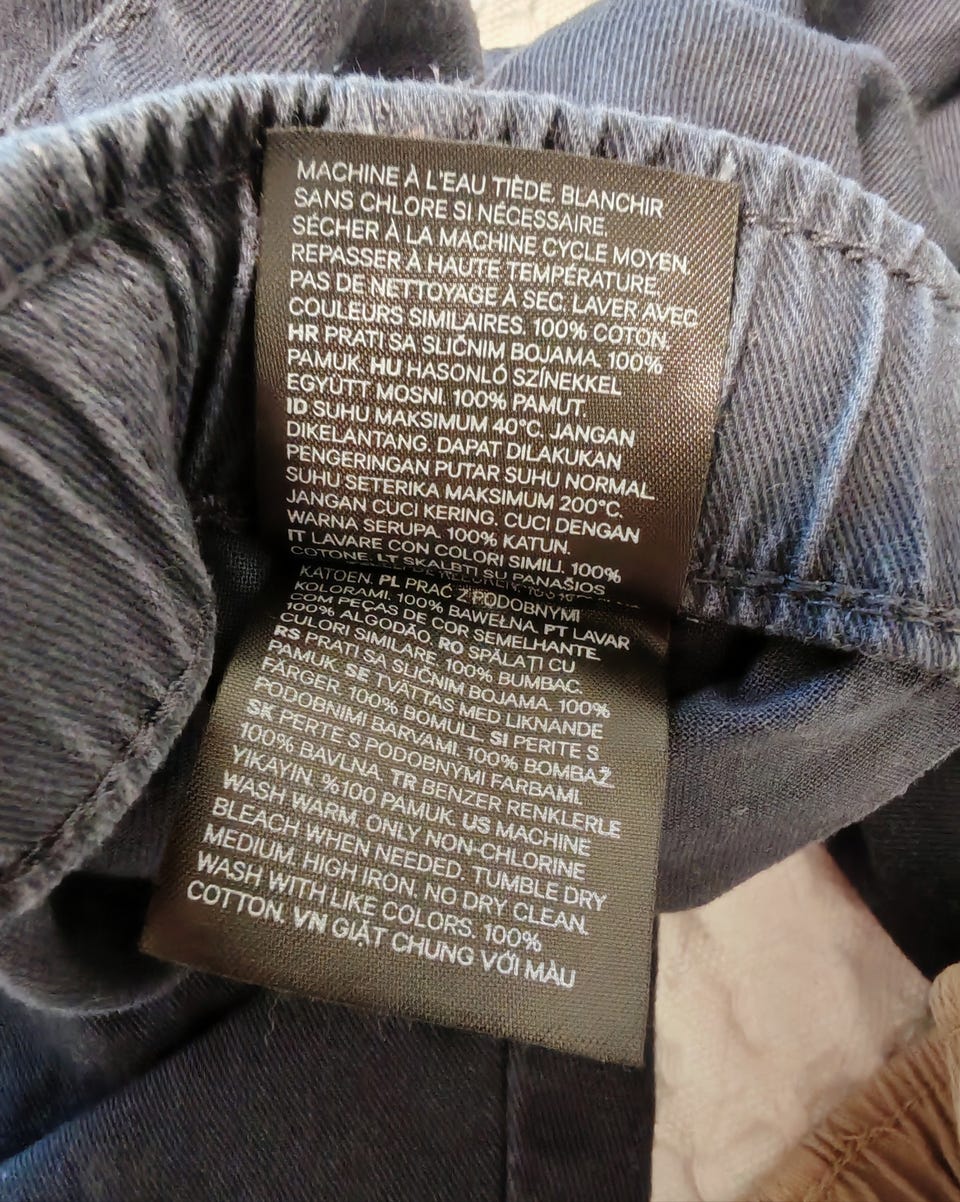 MACHINE À L'EAU TIÈDE. BLANCHIR
SANS CHLORE SI NÉCESSAIRE.
SÉCHER À LA MACHINE CYCLE MOYEN.
REPASSER À HAUTE TEMPÉRATURE.
PAS DE NETTOYAGE À SEC. LAVER AVEC
COULEURS SIMILAIRES. 100% COTON.
HR PRATI SA SLIČNIM BOJAMA. 100%
PAMUK. HU HASONLÓ SZÍNEKKEL
EGYÜTT MOSNI. 100% PAMUT.
ID SUHU MAKSIMUM 40°C. JANGAN
DIKELANTANG. DAPAT DILAKUKAN
PENGERINGAN PUTAR SUHU NORMAL.
SUHU SETERIKA MAKSIMUM 200°C.
JANGAN CUCI KERING. CUCI DENGAN
WARNA SERUPA. 100% KATUN.
IT LAVARE CON COLORI SIMILI. 100%
COTONE. LT SKALBTI SU PANAŠIOS
KATOEN. PL PRAĆ Z PODOBNYMI
KOLORAMI. 100% BAWEŁNA. PT LAVAR
COM PEÇAS DE COR SEMELHANTE.
100% ALGODÃO. RO SPĂLAȚI CU
CULORI SIMILARE. 100% BUMBAC.
RS PRATI SA SLIČNIM BOJAMA. 100%
PAMUK. SE TVÄTTAS MED LIKNANDE
FÄRGER. 100% BOMULL. SI PERITE S
PODOBNIMI BARVAMI. 100% BOMBAŽ.
SK PERTE S PODOBNÝMI FARBAMI.
100% BAVLNA. TR BENZER RENKLERLE
YIKAYIN. %100 PAMUK. US MACHINE
WASH WARM. ONLY NON-CHLORINE
BLEACH WHEN NEEDED. TUMBLE DRY
MEDIUM. HIGH IRON. NO DRY CLEAN.
WASH WITH LIKE COLORS. 100%
COTTON. VN GIẶT CHUNG VỚI MÀU